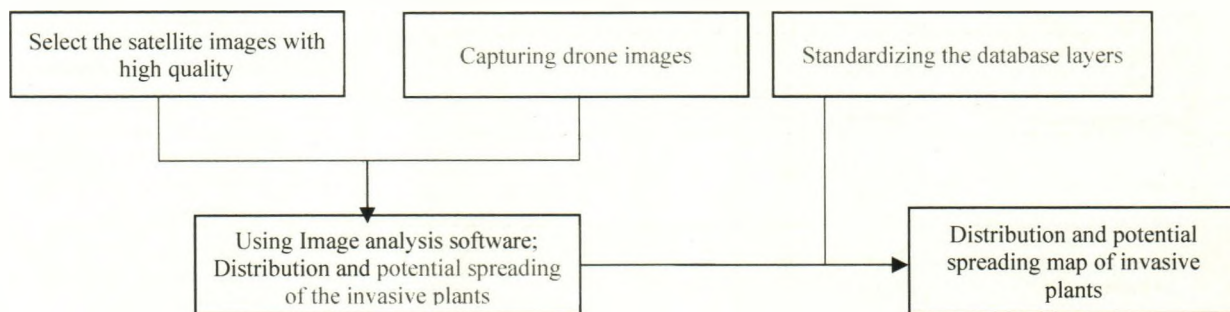 Select the satellite images with
high quality
Capturing drone images
Standardizing the database layers
Using Image analysis software;
Distribution and potential spreading
of the invasive plants
Distribution and potential
spreading map of invasive
plants